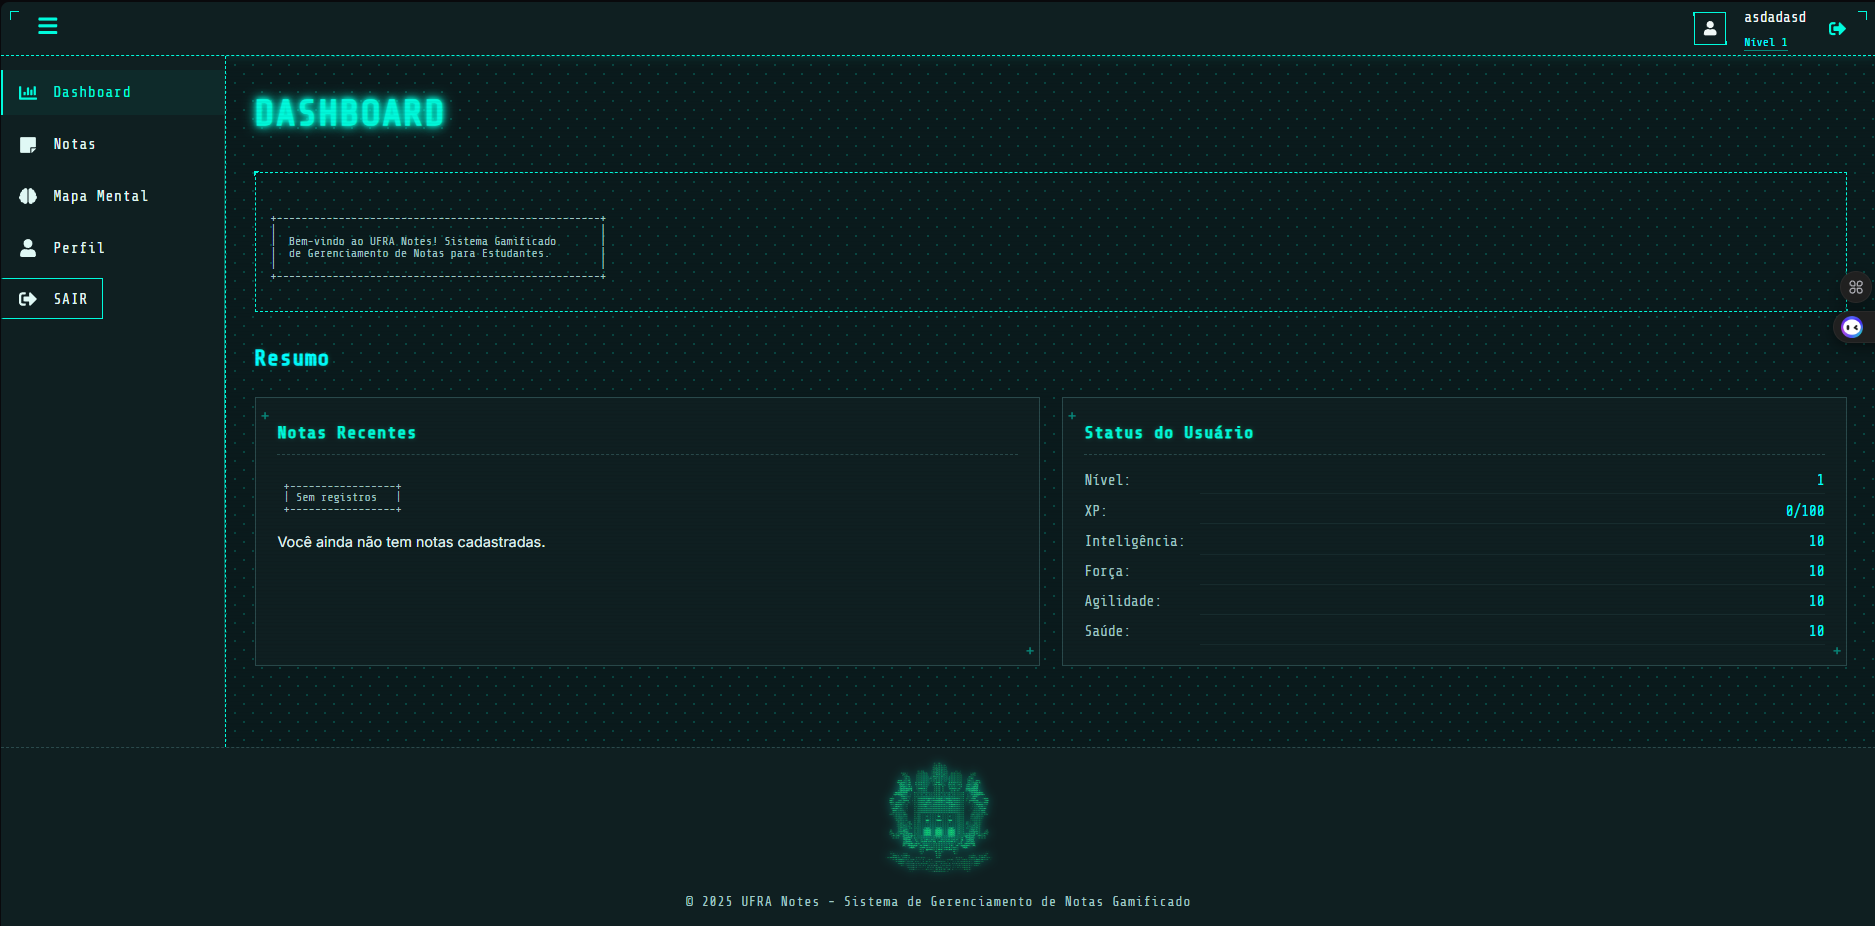 asdadasd
Nível 1
Dashboard
Notas
Mapa Mental
Perfil
SAIR
DASHBOARD
Bem-vindo ao UFRA Notes! Sistema Gamificado
de Gerenciamento de Notas para Estudantes.
Resumo
Notas Recentes
Sem registros
Você ainda não tem notas cadastradas.
Status do Usuário
Nível: 1
XP: 0/100
Inteligência: 10
Força: 10
Agilidade: 10
Saúde: 10
© 2025 UFRA Notes - Sistema de Gerenciamento de Notas Gamificado